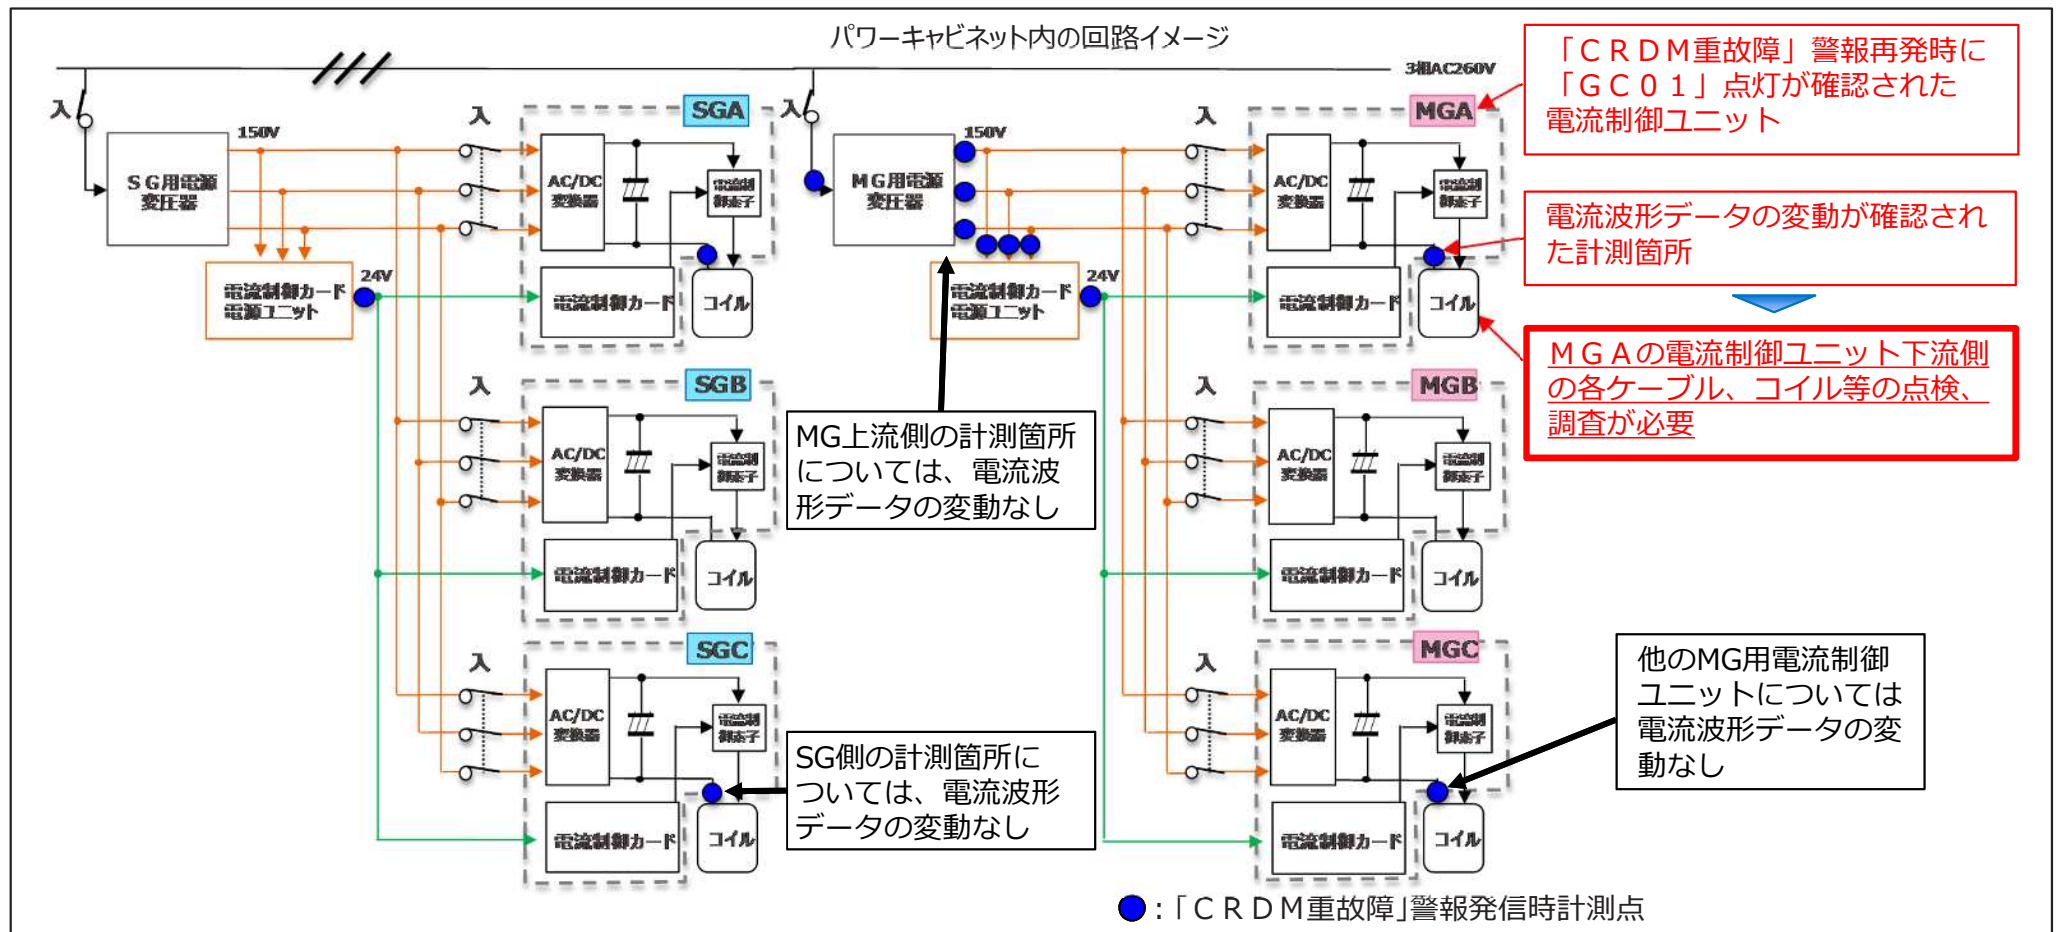 パワーキャビネット内の回路イメージ
3相AC260V
入
SG用電源
変圧器
150V
入
SGA
AC/DC
変換器
電流制
御素子
電流制御カード
コイル
電流制御カード
電源ユニット
24V
入
SGB
AC/DC
変換器
電流制
御素子
電流制御カード
コイル
入
SGC
AC/DC
変換器
電流制
御素子
電流制御カード
コイル
入
MG用電源
変圧器
150V
入
MGA
AC/DC
変換器
電流制
御素子
電流制御カード
コイル
電流制御カード
電源ユニット
24V
入
MGB
AC/DC
変換器
電流制
御素子
電流制御カード
コイル
入
MGC
AC/DC
変換器
電流制
御素子
電流制御カード
コイル
「CRDM重故障」警報再発時に
「GC01」点灯が確認された
電流制御ユニット
電流波形データの変動が確認され
た計測箇所
MGAの電流制御ユニット下流側
の各ケーブル、コイル等の点検、
調査が必要
MG上流側の計測箇所
については、電流波
形データの変動なし
SG側の計測箇所に
ついては、電流波形
データの変動なし
他のMG用電流制御
ユニットについては
電流波形データの変
動なし
:「CRDM重故障」警報発信時計測点